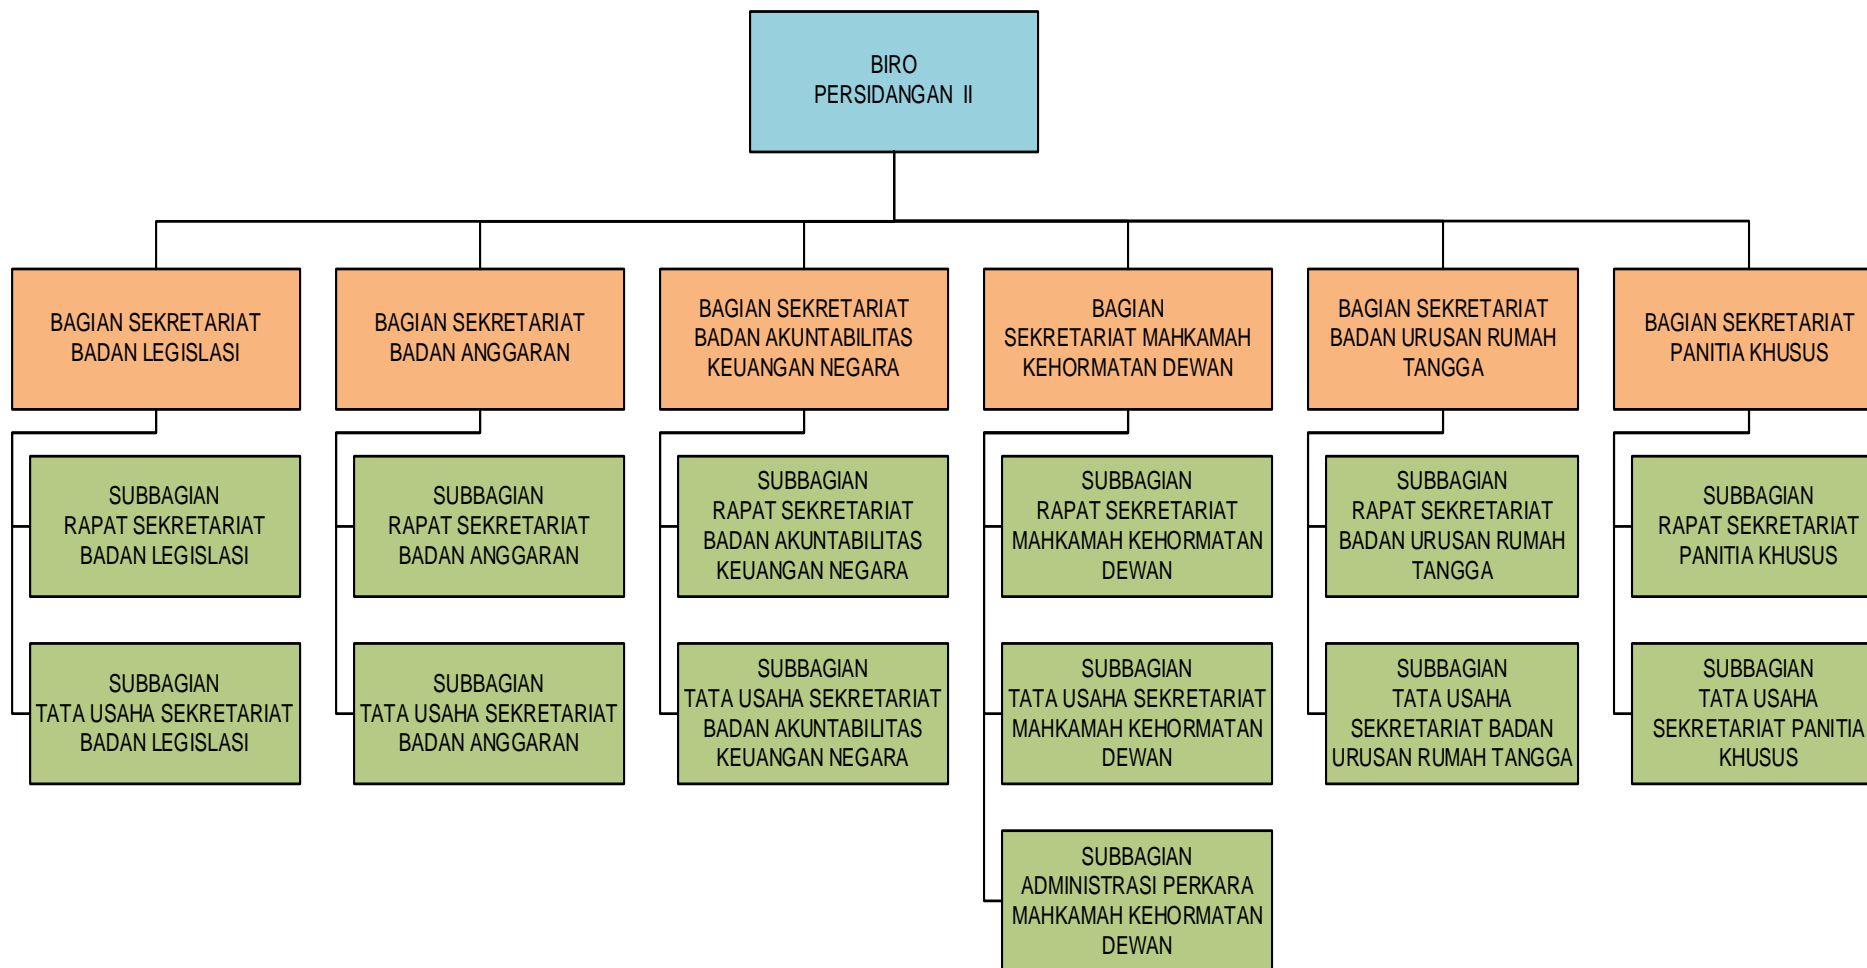 BIRO
PERSIDANGAN II
BAGIAN SEKRETARIAT
BADAN LEGISLASI
BAGIAN SEKRETARIAT
BADAN ANGGARAN
BAGIAN SEKRETARIAT
BADAN AKUNTABILITAS
KEUANGAN NEGARA
BAGIAN
SEKRETARIAT MAHKAMAH
KEHORMATAN DEWAN
BAGIAN SEKRETARIAT
BADAN URUSAN RUMAH
TANGGA
BAGIAN SEKRETARIAT
PANITIA KHUSUS
SUBBAGIAN
RAPAT SEKRETARIAT
BADAN LEGISLASI
SUBBAGIAN
RAPAT SEKRETARIAT
BADAN ANGGARAN
SUBBAGIAN
RAPAT SEKRETARIAT
BADAN AKUNTABILITAS
KEUANGAN NEGARA
SUBBAGIAN
RAPAT SEKRETARIAT
MAHKAMAH KEHORMATAN
DEWAN
SUBBAGIAN
RAPAT SEKRETARIAT
BADAN URUSAN RUMAH
TANGGA
SUBBAGIAN
RAPAT SEKRETARIAT
PANITIA KHUSUS
SUBBAGIAN
TATA USAHA SEKRETARIAT
BADAN LEGISLASI
SUBBAGIAN
TATA USAHA SEKRETARIAT
BADAN ANGGARAN
SUBBAGIAN
TATA USAHA SEKRETARIAT
BADAN AKUNTABILITAS
KEUANGAN NEGARA
SUBBAGIAN
TATA USAHA SEKRETARIAT
MAHKAMAH KEHORMATAN
DEWAN
SUBBAGIAN
TATA USAHA
SEKRETARIAT BADAN
URUSAN RUMAH TANGGA
SUBBAGIAN
TATA USAHA
SEKRETARIAT PANITIA
KHUSUS
SUBBAGIAN
ADMINISTRASI PERKARA
MAHKAMAH KEHORMATAN
DEWAN